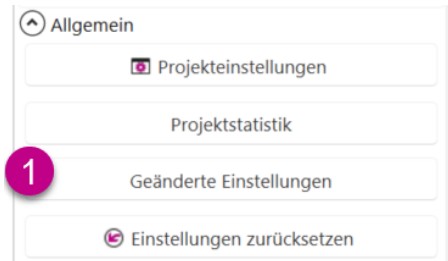 Allgemein
Projekteinstellungen
Projektstatistik
1
Geänderte Einstellungen
Einstellungen zurücksetzen